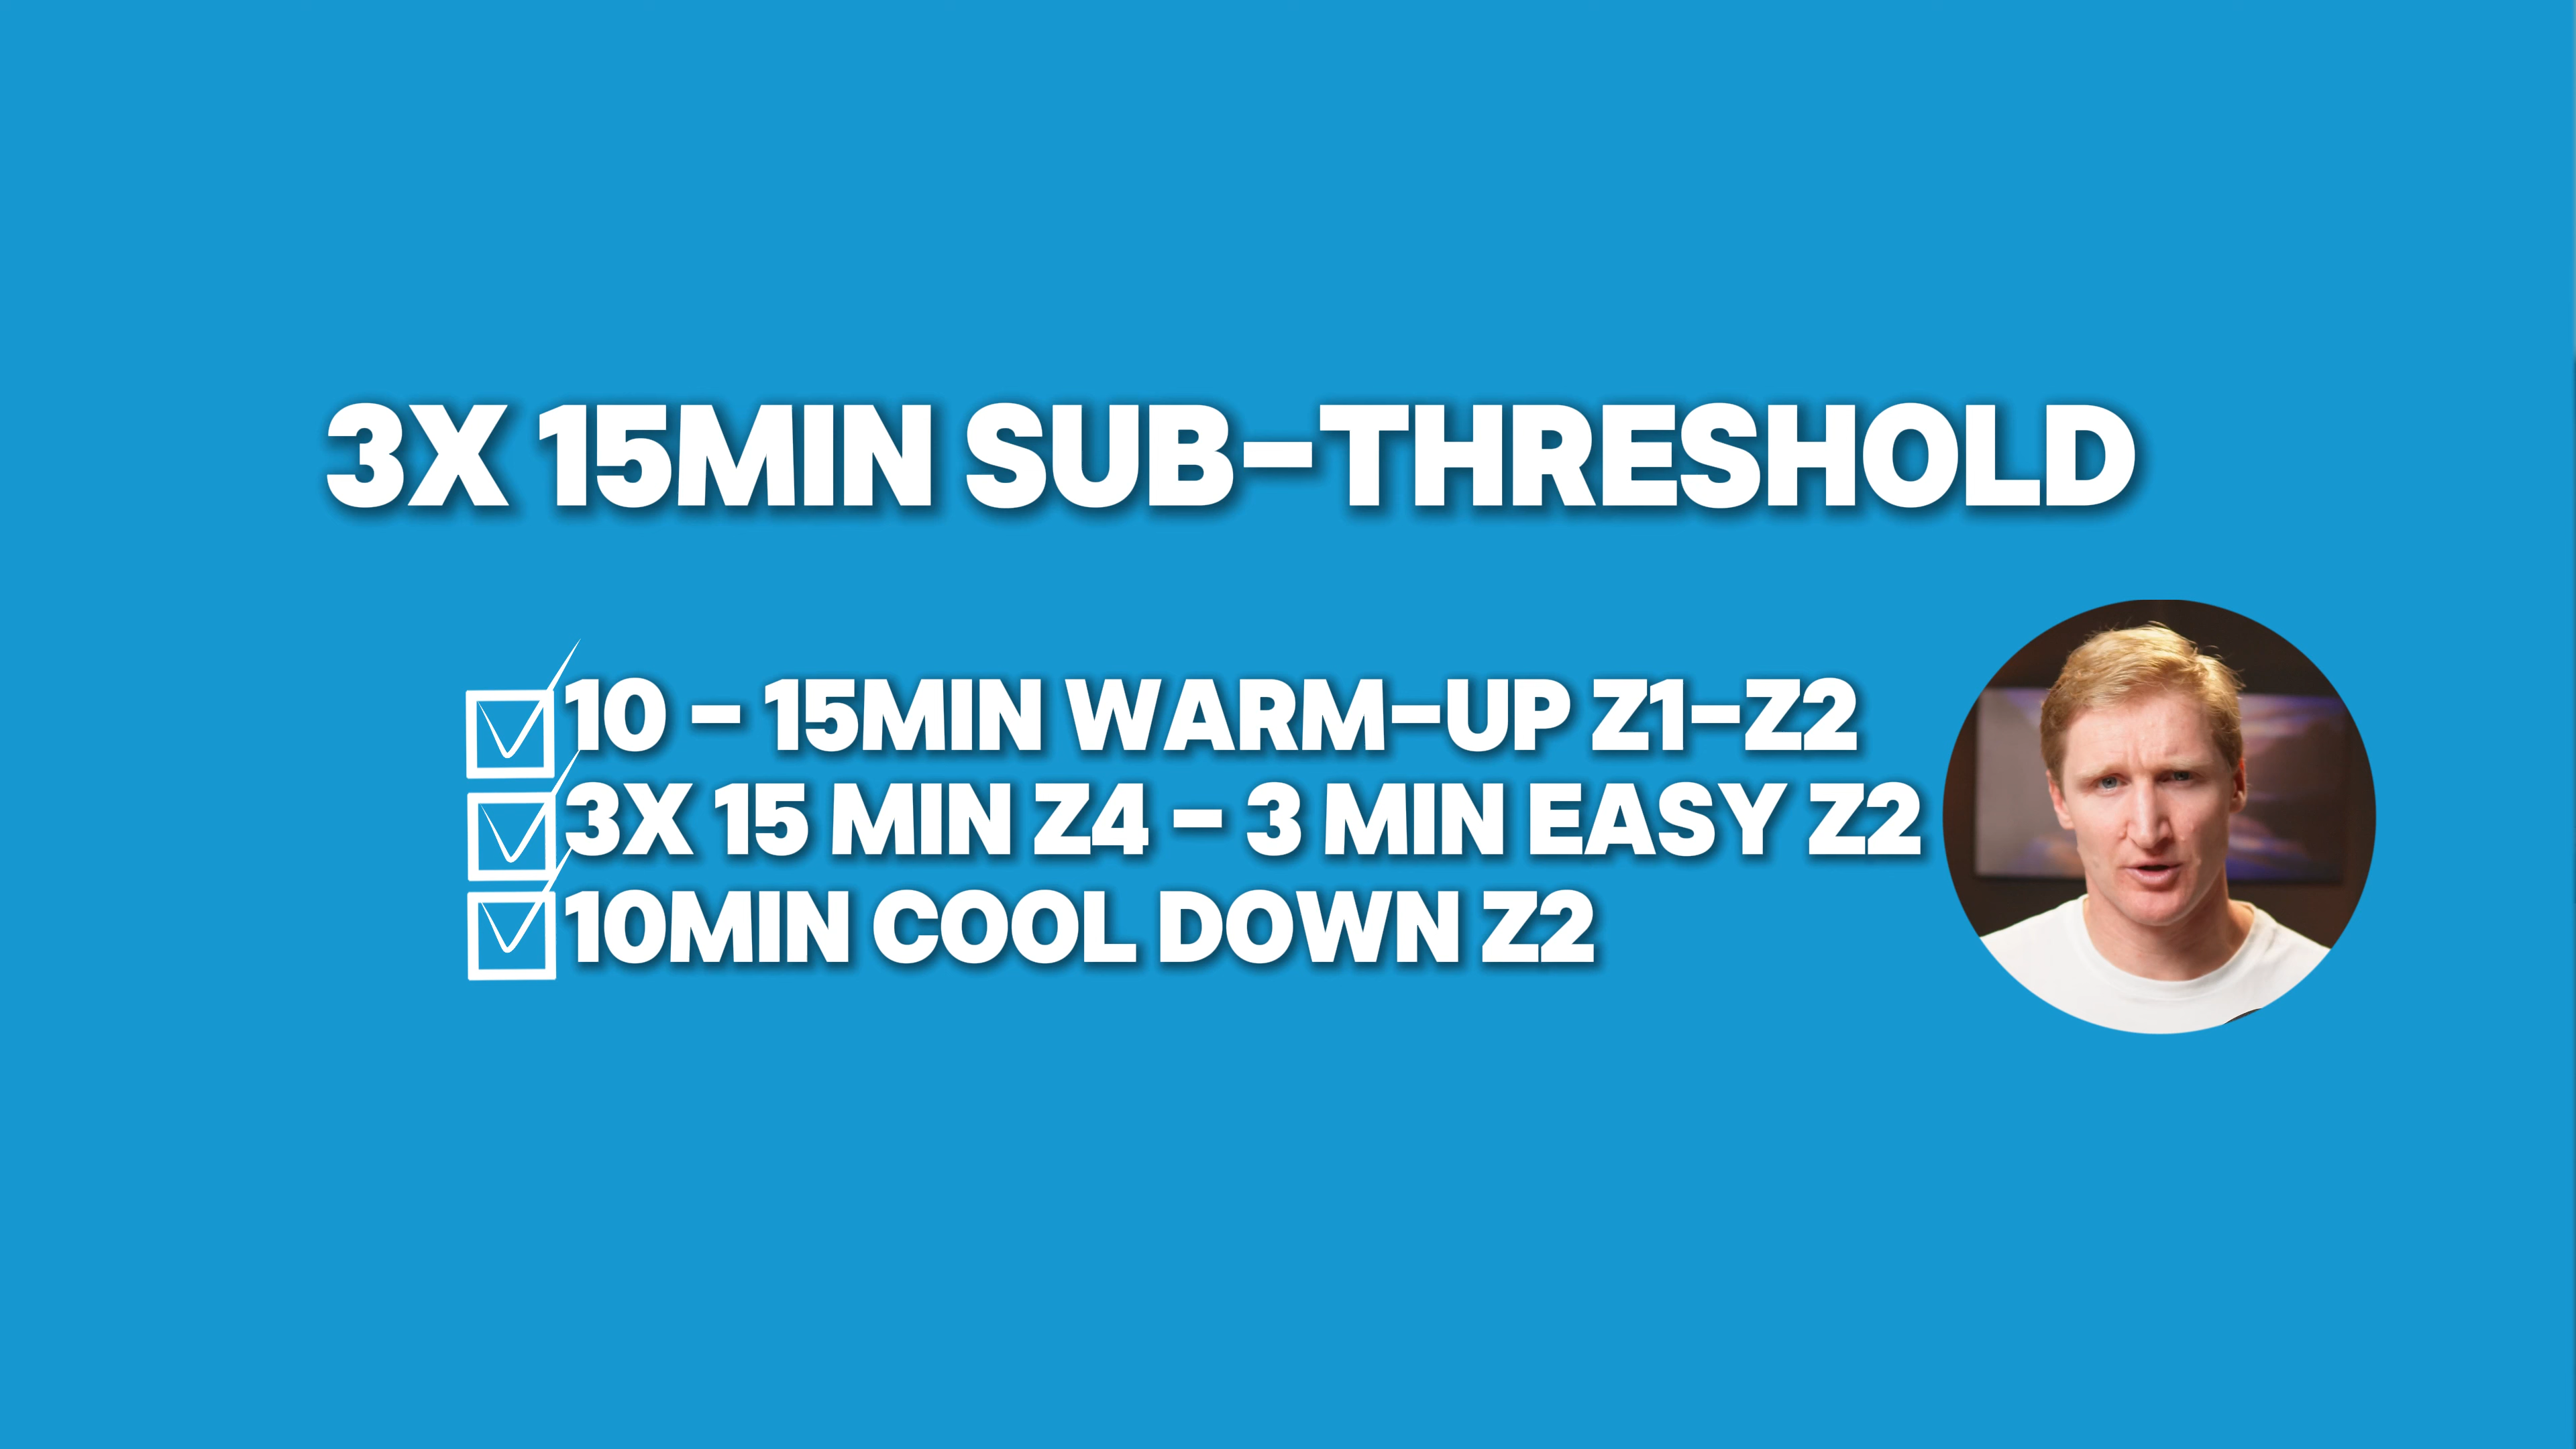 3X 15MIN SUB-THRESHOLD
10 - 15MIN WARM-UP Z1-Z2
3X 15 MIN Z4 - 3 MIN EASY Z2
10MIN COOL DOWN Z2